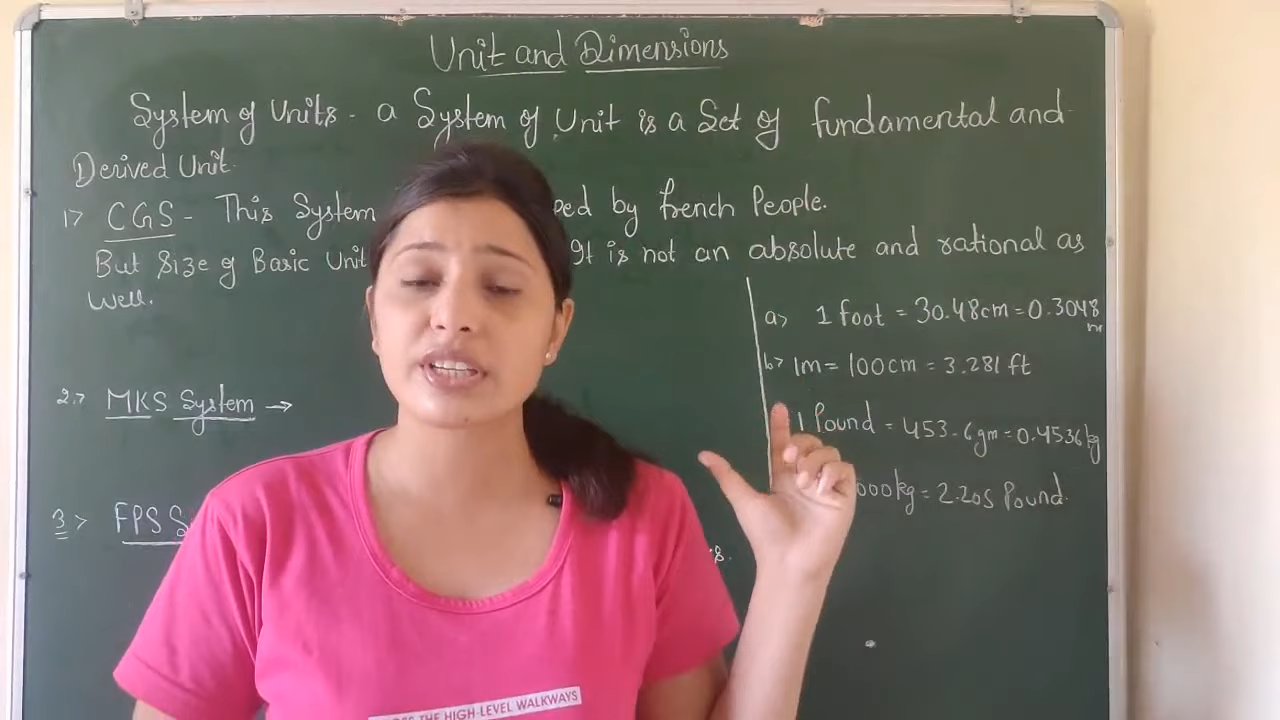 Unit and Dimensions
System of Units - a System of Unit is a Set of fundamental and
Derived Unit.
1> CGS - This System ped by french People.
But Size of Basic Unit It is not an absolute and rational as
Well.
a> 1 foot = 30.48cm = 0.3048
m
b> 1m = 100cm = 3.281 ft
2.> MKS System →
1 Pound = 453.6gm = 0.4536kg
000kg = 2.205 Pound.
3> FPS S
s.
THE HIGH-LEVEL WALKWAYS